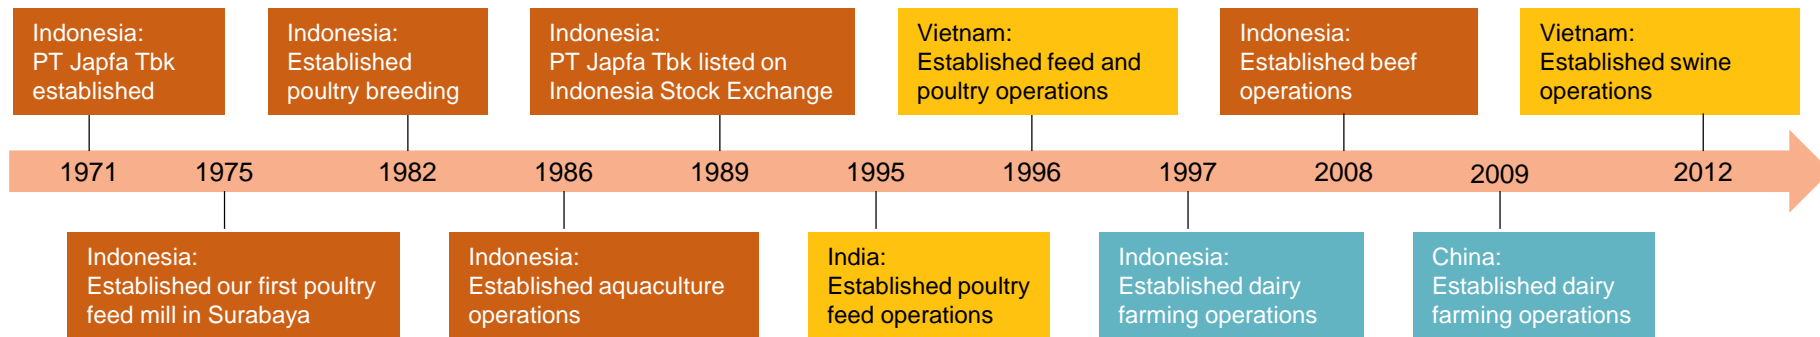 Indonesia:
PT Japfa Tbk
established
Indonesia:
Established
poultry breeding
Indonesia:
PT Japfa Tbk listed on
Indonesia Stock Exchange
Vietnam:
Established feed and
poultry operations
Indonesia:
Established beef
operations
Vietnam:
Established swine
operations
1971 1975 1982 1986 1989 1995 1996 1997 2008 2009 2012
Indonesia:
Established our first poultry
feed mill in Surabaya
Indonesia:
Established aquaculture
operations
India:
Established poultry
feed operations
Indonesia:
Established dairy
farming operations
China:
Established dairy
farming operations